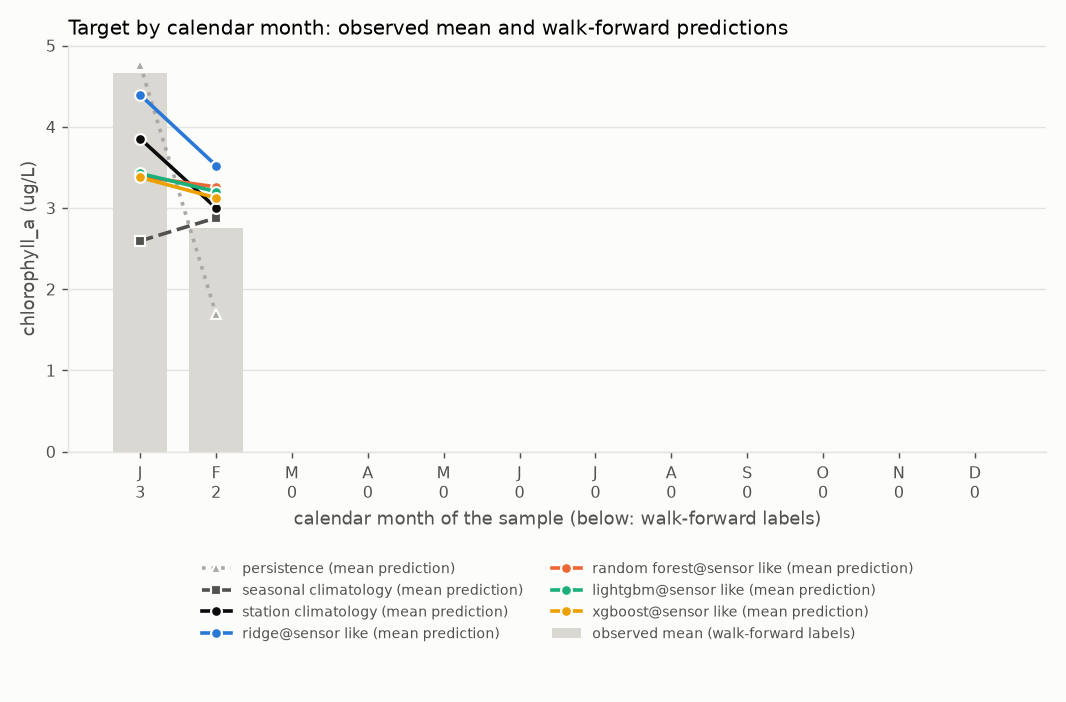 Target by calendar month: observed mean and walk-forward predictions
chlorophyll_a (ug/L)
5
4
3
2
1
0
J F M A M J J A S O N D
3 2 0 0 0 0 0 0 0 0 0 0
calendar month of the sample (below: walk-forward labels)
persistence (mean prediction)
seasonal climatology (mean prediction)
station climatology (mean prediction)
ridge@sensor like (mean prediction)
random forest@sensor like (mean prediction)
lightgbm@sensor like (mean prediction)
xgboost@sensor like (mean prediction)
observed mean (walk-forward labels)